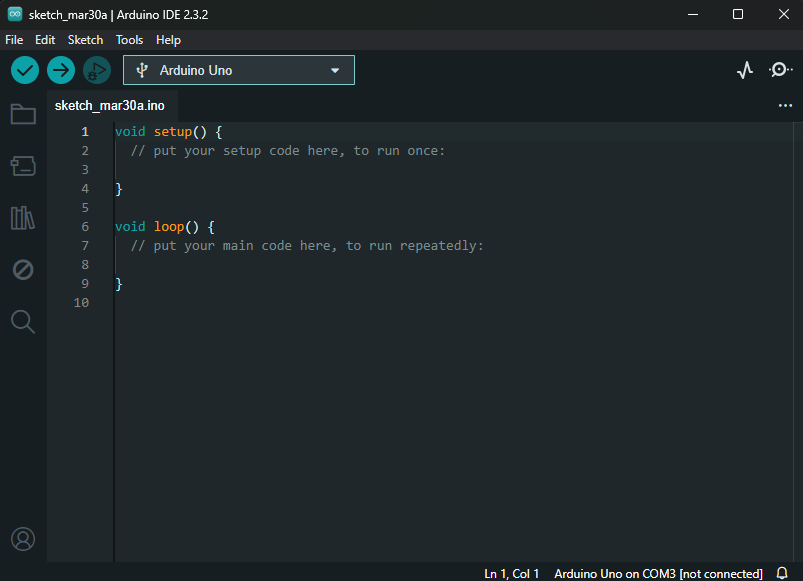 sketch_mar30a | Arduino IDE 2.3.2
File Edit Sketch Tools Help
Arduino Uno
sketch_mar30a.ino
1 void setup() {
2 // put your setup code here, to run once:
3
4 }
5
6 void loop() {
7 // put your main code here, to run repeatedly:
8
9 }
10
Ln 1, Col 1 Arduino Uno on COM3 [not connected]